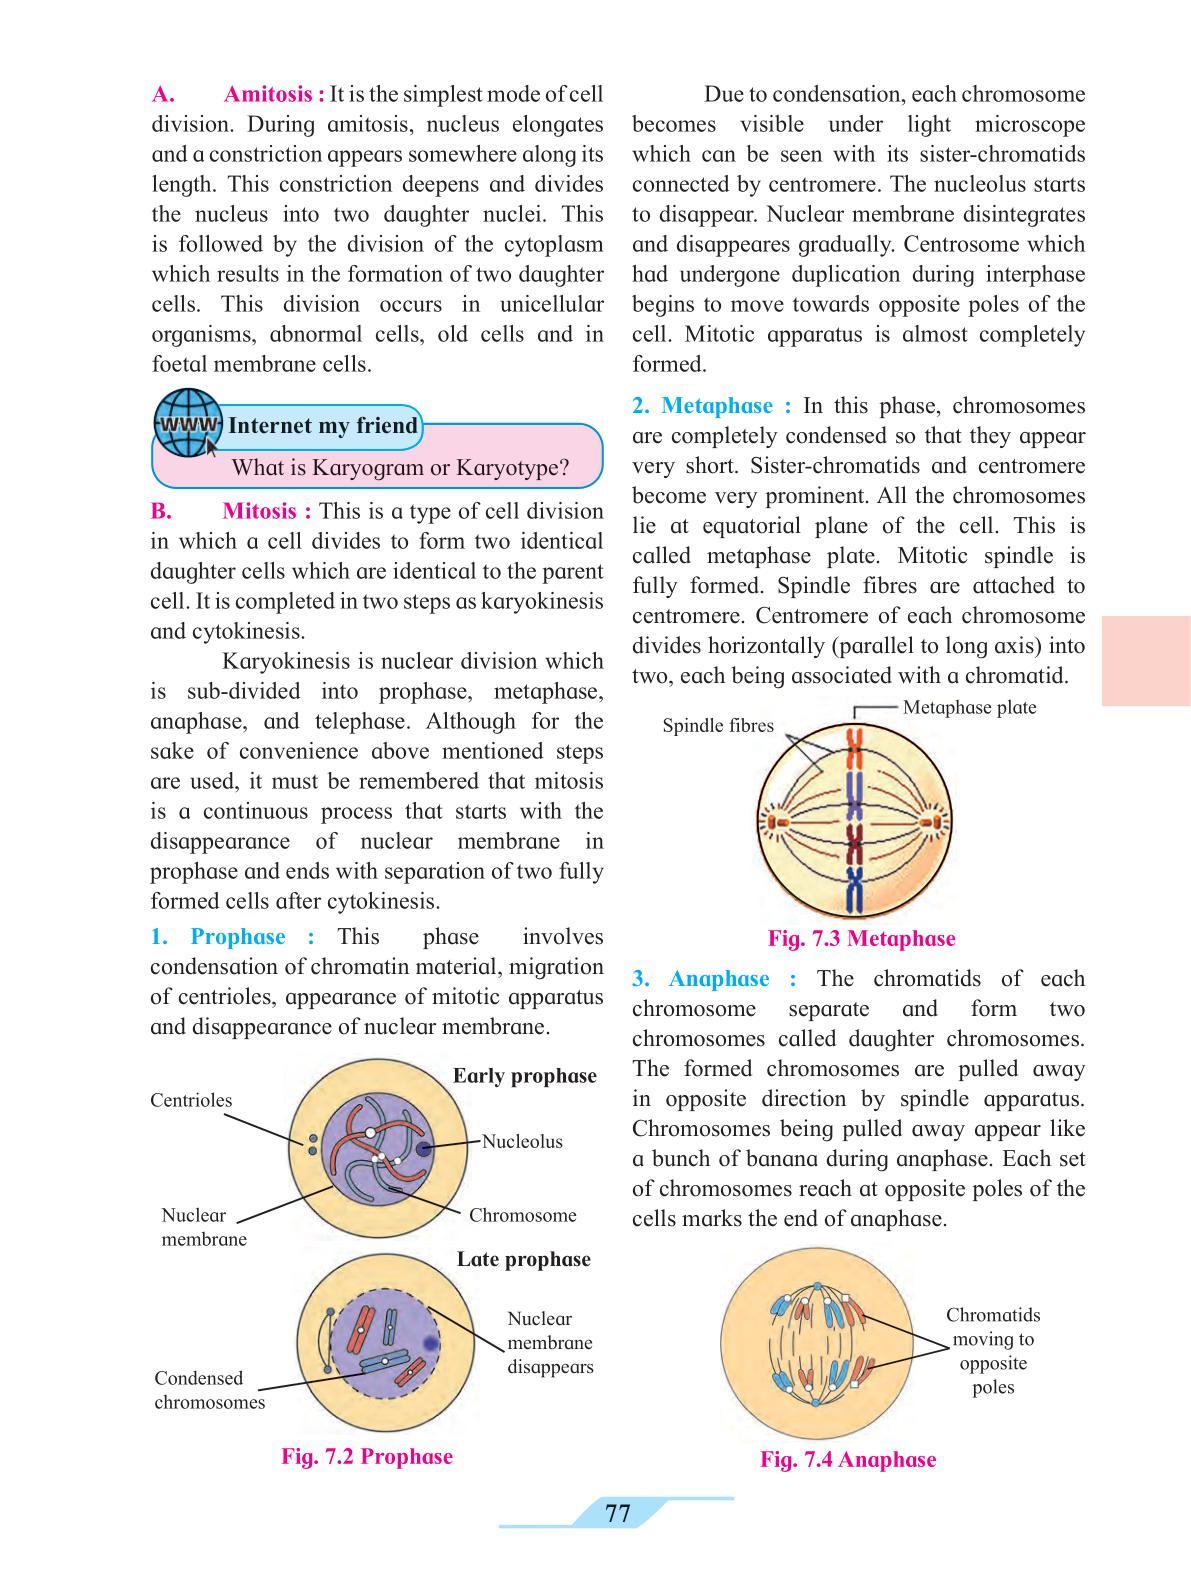 A. Amitosis : It is the simplest mode of cell
division. During amitosis, nucleus elongates
and a constriction appears somewhere along its
length. This constriction deepens and divides
the nucleus into two daughter nuclei. This
is followed by the division of the cytoplasm
which results in the formation of two daughter
cells. This division occurs in unicellular
organisms, abnormal cells, old cells and in
foetal membrane cells.
www Internet my friend
What is Karyogram or Karyotype?
B. Mitosis : This is a type of cell division
in which a cell divides to form two identical
daughter cells which are identical to the parent
cell. It is completed in two steps as karyokinesis
and cytokinesis.
Karyokinesis is nuclear division which
is sub-divided into prophase, metaphase,
anaphase, and telephase. Although for the
sake of convenience above mentioned steps
are used, it must be remembered that mitosis
is a continuous process that starts with the
disappearance of nuclear membrane in
prophase and ends with separation of two fully
formed cells after cytokinesis.
1. Prophase : This phase involves
condensation of chromatin material, migration
of centrioles, appearance of mitotic apparatus
and disappearance of nuclear membrane.
Early prophase
Centrioles
Nucleolus
Nuclear
membrane
Chromosome
Late prophase
Nuclear
membrane
disappears
Condensed
chromosomes
Fig. 7.2 Prophase
Due to condensation, each chromosome
becomes visible under light microscope
which can be seen with its sister-chromatids
connected by centromere. The nucleolus starts
to disappear. Nuclear membrane disintegrates
and disappeares gradually. Centrosome which
had undergone duplication during interphase
begins to move towards opposite poles of the
cell. Mitotic apparatus is almost completely
formed.
2. Metaphase : In this phase, chromosomes
are completely condensed so that they appear
very short. Sister-chromatids and centromere
become very prominent. All the chromosomes
lie at equatorial plane of the cell. This is
called metaphase plate. Mitotic spindle is
fully formed. Spindle fibres are attached to
centromere. Centromere of each chromosome
divides horizontally (parallel to long axis) into
two, each being associated with a chromatid.
Metaphase plate
Spindle fibres
Fig. 7.3 Metaphase
3. Anaphase : The chromatids of each
chromosome separate and form two
chromosomes called daughter chromosomes.
The formed chromosomes are pulled away
in opposite direction by spindle apparatus.
Chromosomes being pulled away appear like
a bunch of banana during anaphase. Each set
of chromosomes reach at opposite poles of the
cells marks the end of anaphase.
Chromatids
moving to
opposite
poles
Fig. 7.4 Anaphase
77